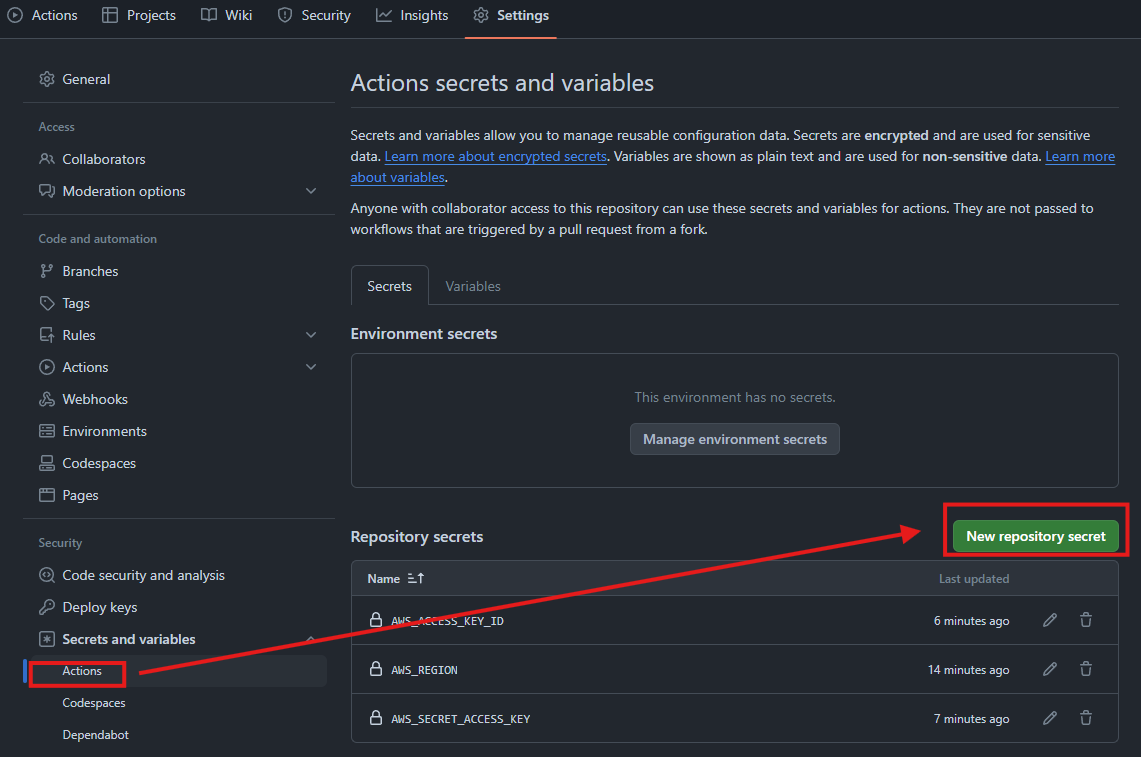 Actions Projects Wiki Security Insights Settings
General
Access
Collaborators
Moderation options
Code and automation
Branches
Tags
Rules
Actions
Webhooks
Environments
Codespaces
Pages
Security
Code security and analysis
Deploy keys
Secrets and variables
Actions
Codespaces
Dependabot
Actions secrets and variables
Secrets and variables allow you to manage reusable configuration data. Secrets are encrypted and are used for sensitive
data. Learn more about encrypted secrets. Variables are shown as plain text and are used for non-sensitive data. Learn more
about variables.
Anyone with collaborator access to this repository can use these secrets and variables for actions. They are not passed to
workflows that are triggered by a pull request from a fork.
Secrets Variables
Environment secrets
This environment has no secrets.
Manage environment secrets
Repository secrets New repository secret
Name Last updated
AWS_ACCESS_KEY_ID 6 minutes ago
AWS_REGION 14 minutes ago
AWS_SECRET_ACCESS_KEY 7 minutes ago